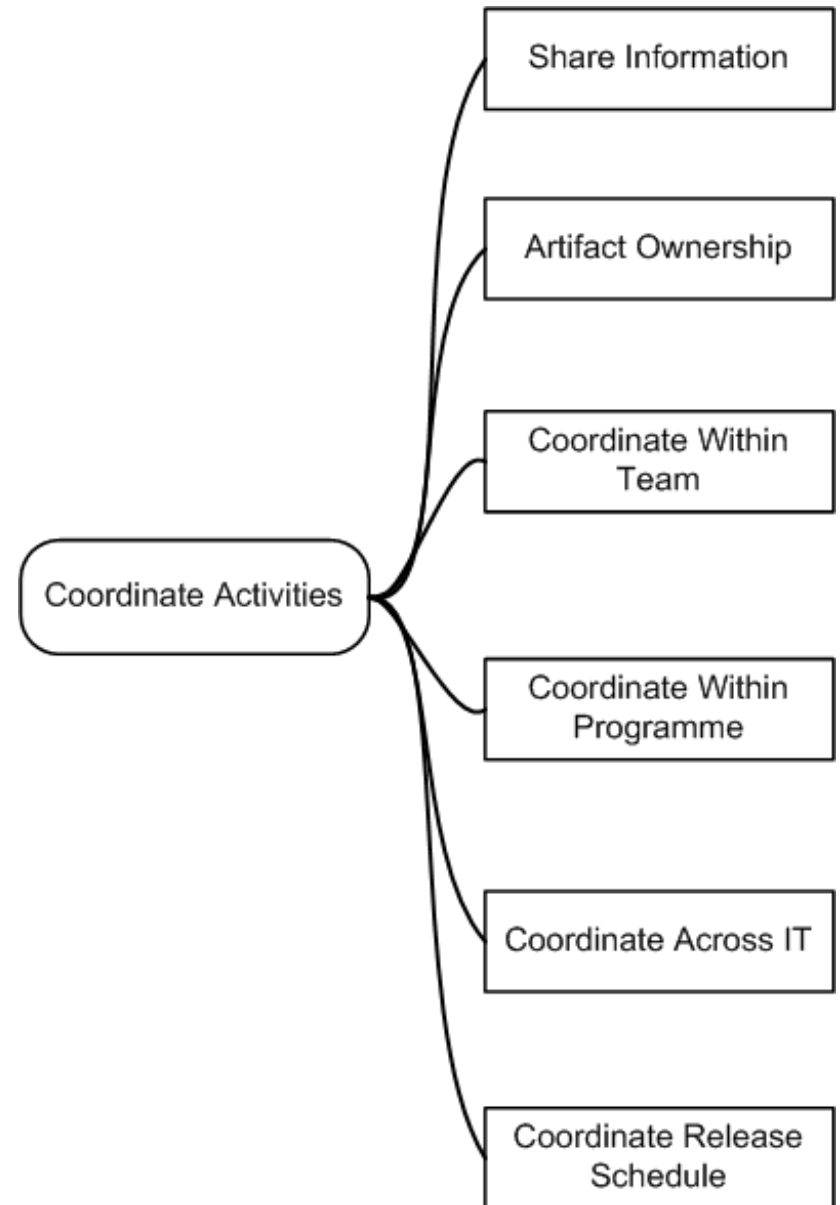 Share Information
Artifact Ownership
Coordinate Within
Team
Coordinate Activities
Coordinate Within
Programme
Coordinate Across IT
Coordinate Release
Schedule